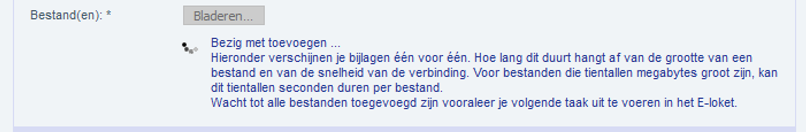 Bestand(en): * Bladeren...
Bezig met toevoegen ...
Hieronder verschijnen je bijlagen één voor één. Hoe lang dit duurt hangt af van de grootte van een
bestand en van de snelheid van de verbinding. Voor bestanden die tientallen megabytes groot zijn, kan
dit tientallen seconden duren per bestand.
Wacht tot alle bestanden toegevoegd zijn vooraleer je volgende taak uit te voeren in het E-loket.